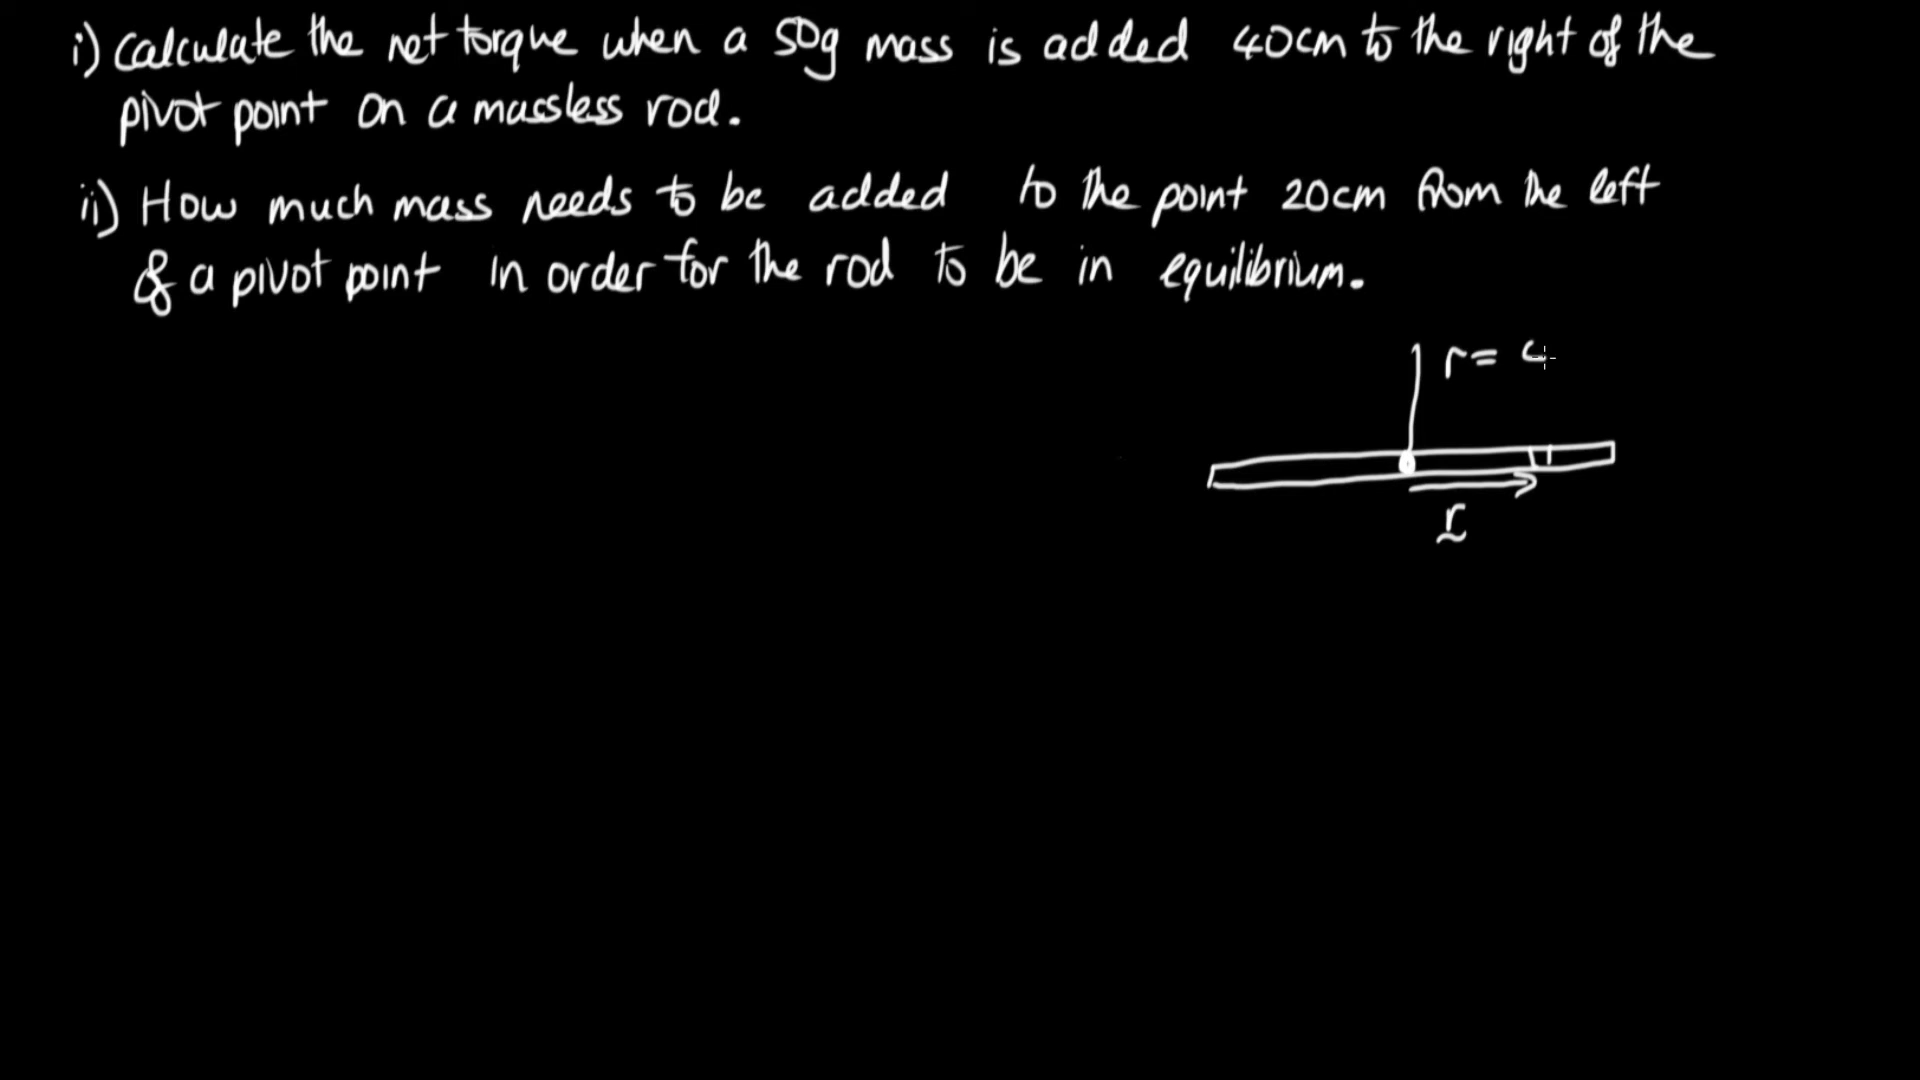 i) Calculate the net torque when a 50g mass is added 40cm to the right of the
pivot point on a massless rod.
ii) How much mass needs to be added to the point 20cm from the left
of a pivot point in order for the rod to be in equilibrium.
r =
r